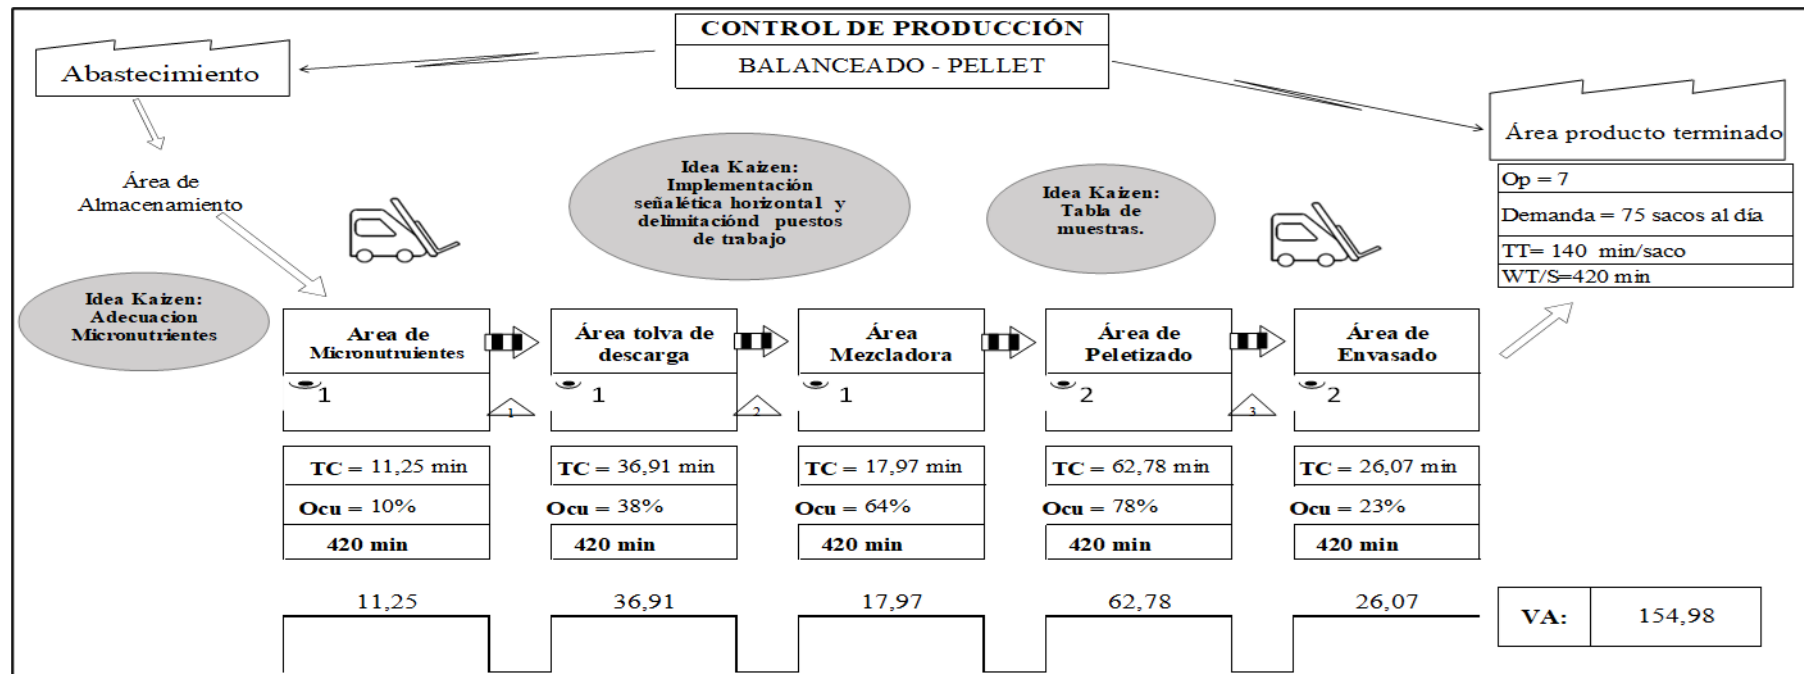 CONTROL DE PRODUCCIÓN
BALANCEADO - PELLET
Abastecimiento
Área de
Almacenamiento
Idea Kaizen:
Adecuacion
Micronutrientes
Idea Kaizen:
Implementación
señalética horizontal y
delimitaciónd puestos
de trabajo
Idea Kaizen:
Tabla de
muestras.
Área producto terminado
Op = 7
Demanda = 75 sacos al día
TT= 140 min/saco
WT/S=420 min
Area de
Micronutruientes
1
1
Área tolva de
descarga
1
2
Área
Mezcladora
1
Área de
Peletizado
2
3
Área de
Envasado
2
TC = 11,25 min
Ocu = 10%
420 min
TC = 36,91 min
Ocu = 38%
420 min
TC = 17,97 min
Ocu = 64%
420 min
TC = 62,78 min
Ocu = 78%
420 min
TC = 26,07 min
Ocu = 23%
420 min
11,25
36,91
17,97
62,78
26,07
VA:
154,98